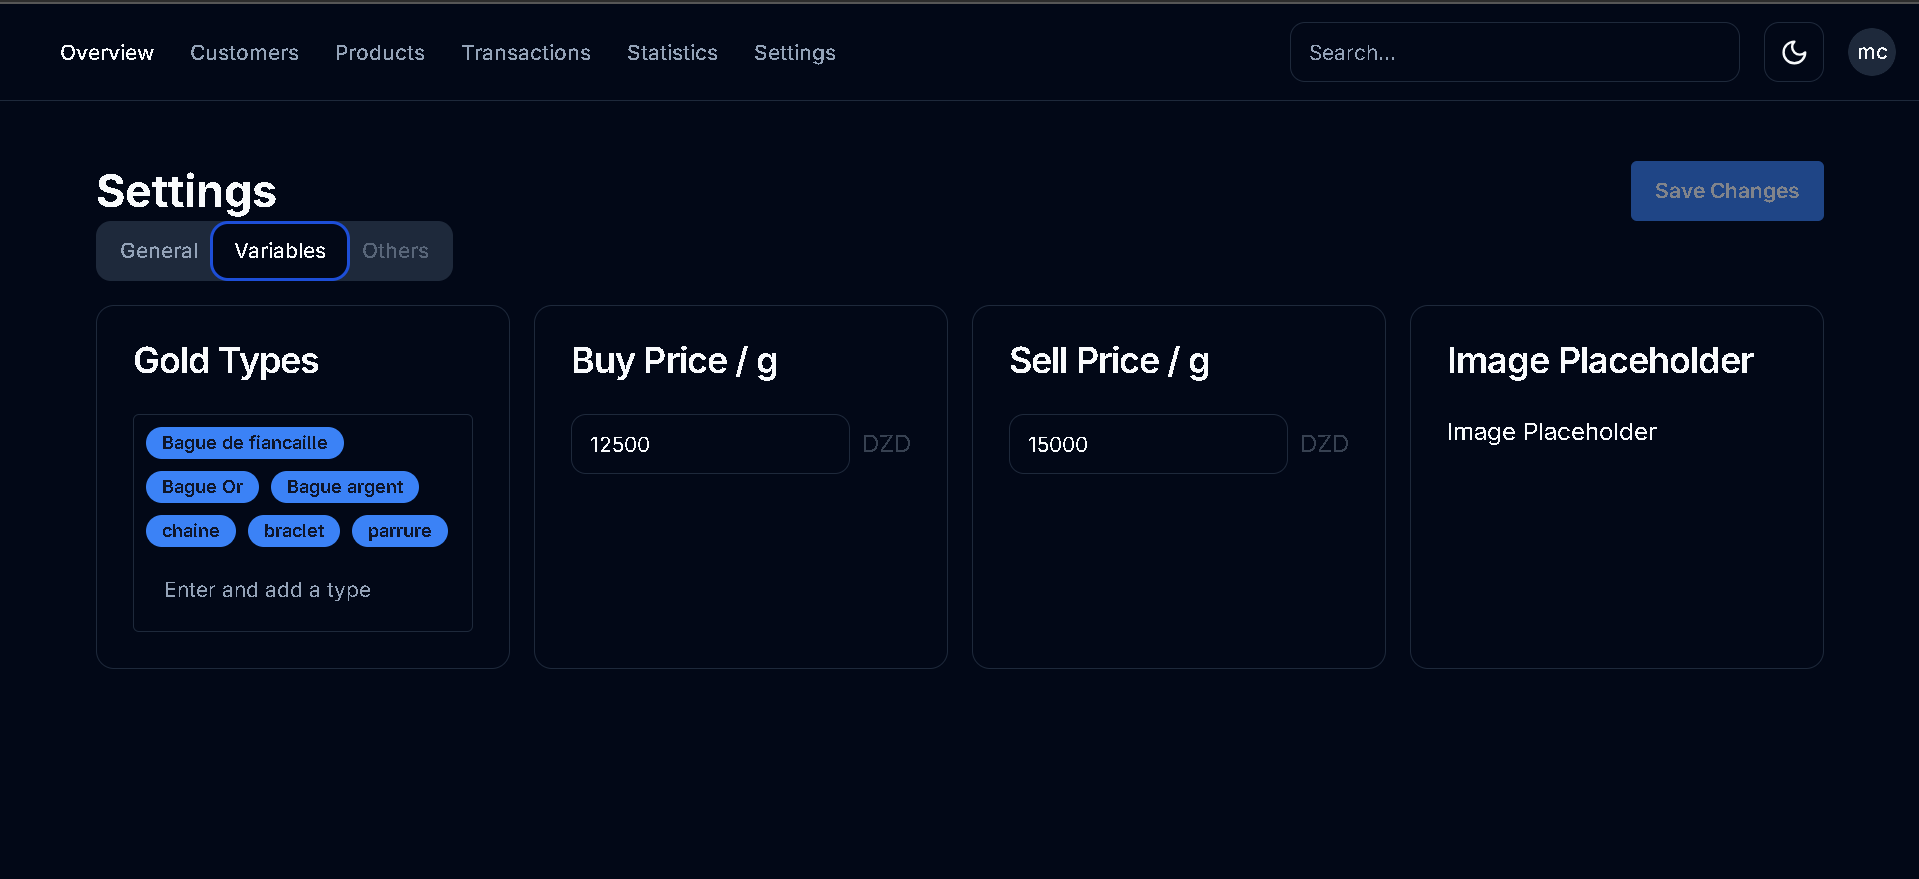 Overview Customers Products Transactions Statistics Settings Search... mc
Settings
Save Changes
General Variables Others
Gold Types
Bague de fiancaille
Bague Or Bague argent
chaine braclet parrure
Enter and add a type
Buy Price / g
12500 DZD
Sell Price / g
15000 DZD
Image Placeholder
Image Placeholder